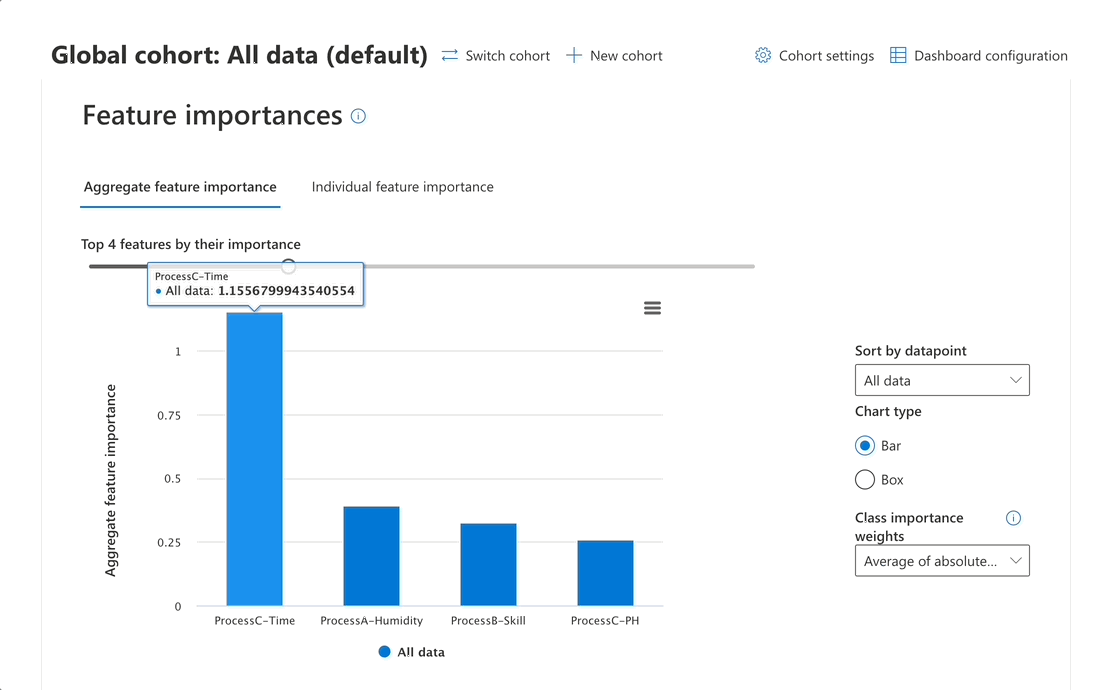 Global cohort: All data (default) Switch cohort New cohort Cohort settings Dashboard configuration
Feature importances
Aggregate feature importance Individual feature importance
Top 4 features by their importance
ProcessC-Time
All data: 1.1556799943540554
Aggregate feature importance
1
0.75
0.5
0.25
0
ProcessC-Time ProcessA-Humidity ProcessB-Skill ProcessC-PH
All data
Sort by datapoint
All data
Chart type
Bar
Box
Class importance
weights
Average of absolute...